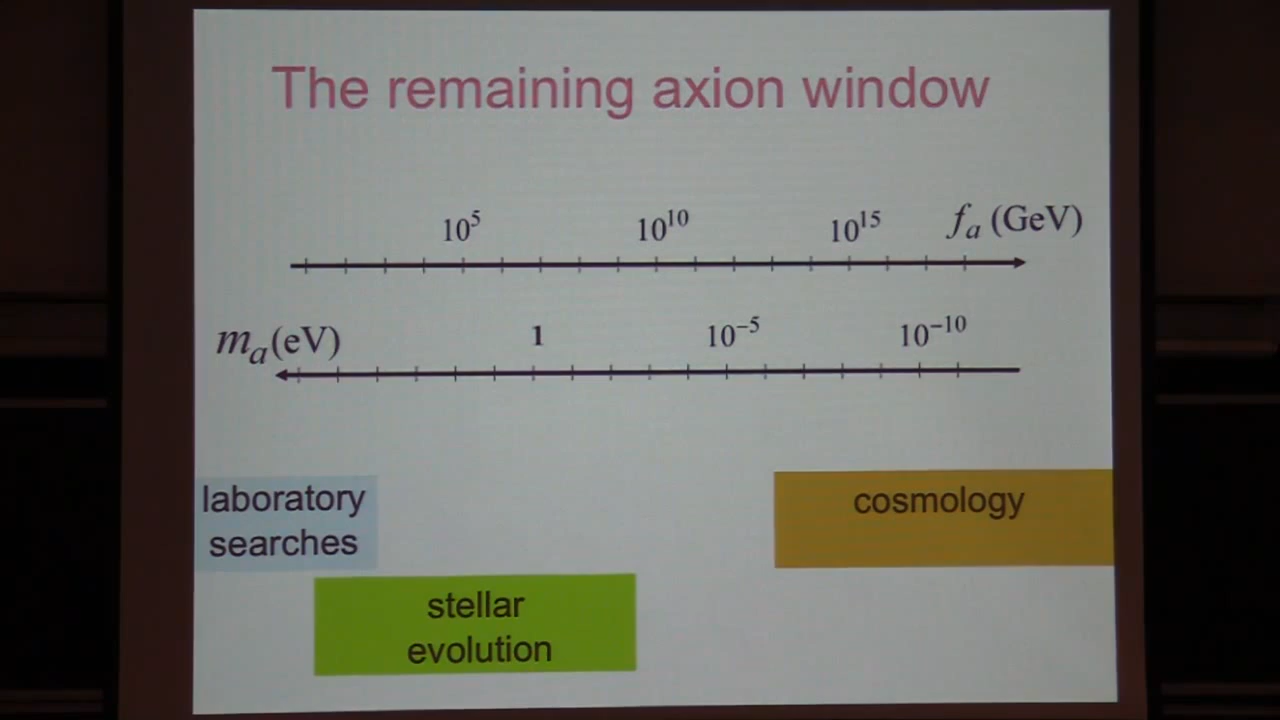 The remaining axion window
10⁵ 10¹⁰ 10¹⁵ fₐ (GeV)
mₐ (eV) 1 10⁻⁵ 10⁻¹⁰
laboratory
searches
cosmology
stellar
evolution